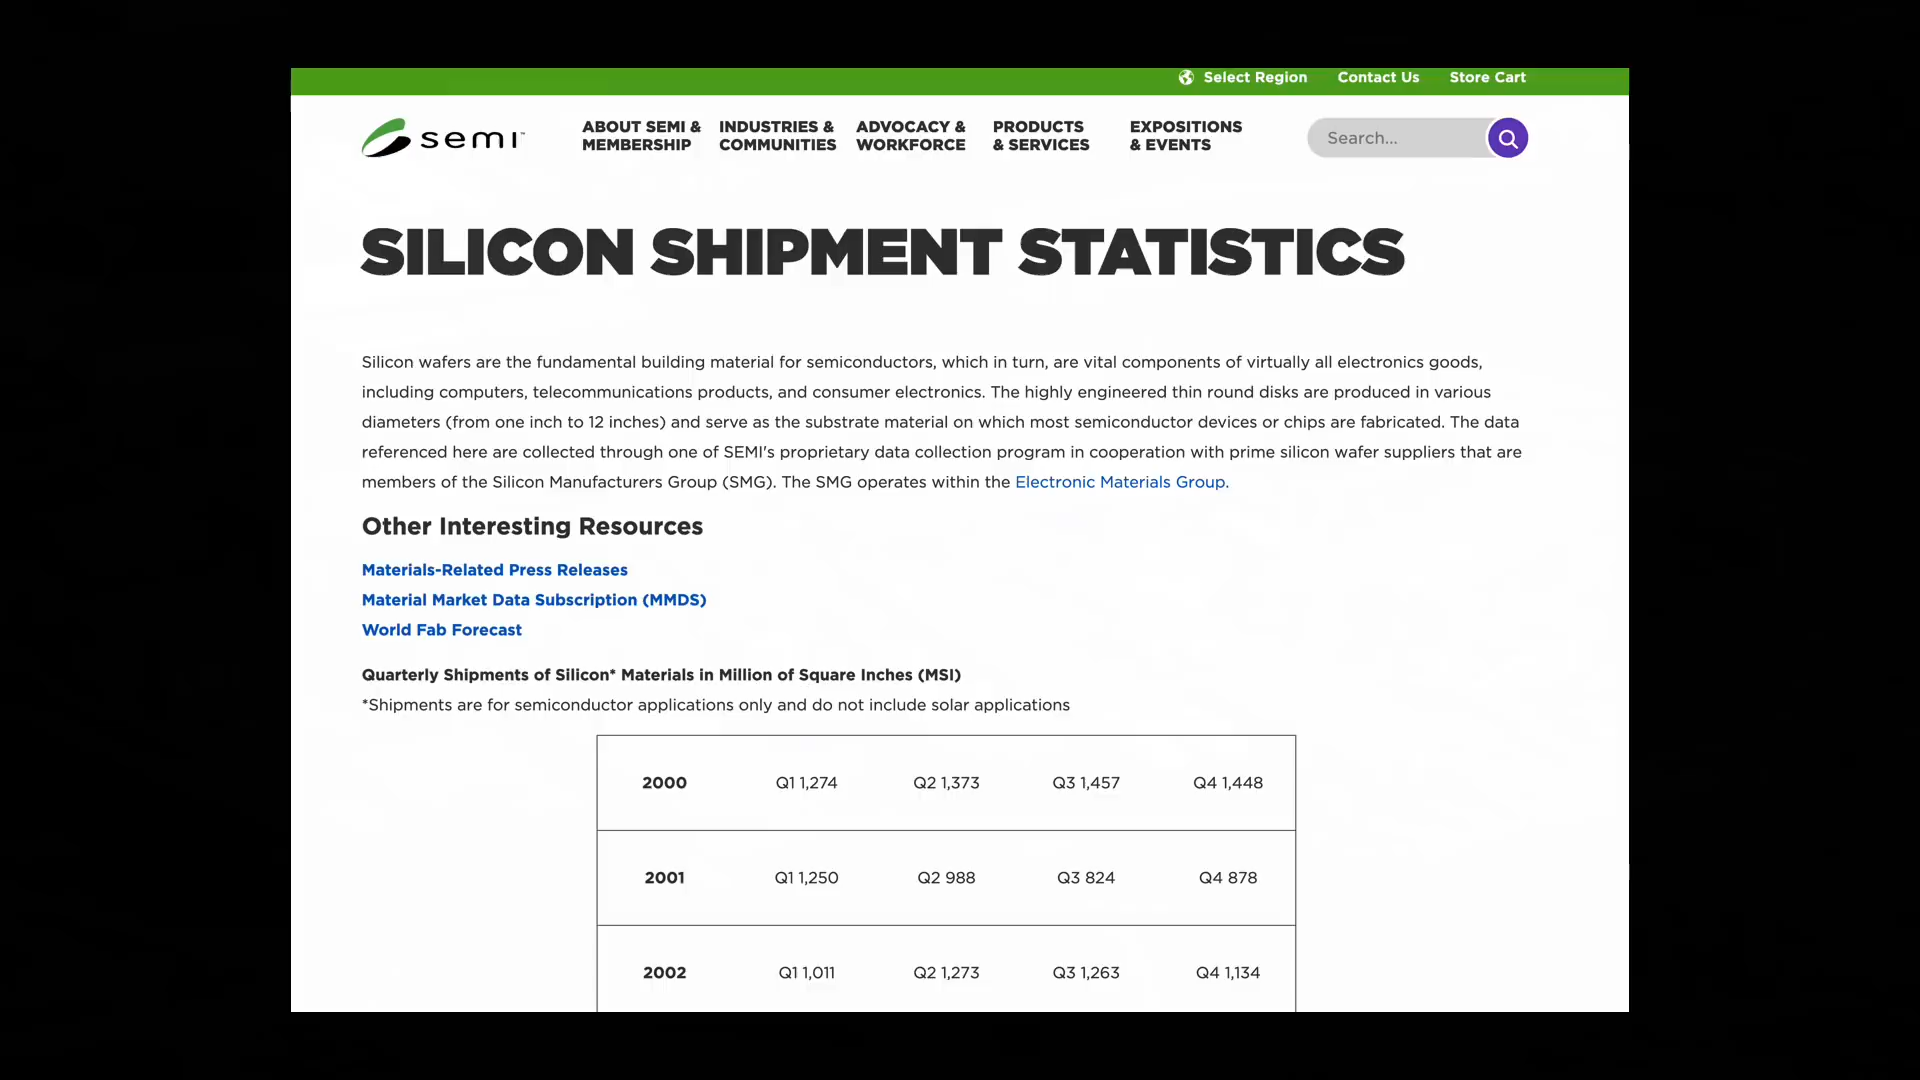 Select Region Contact Us Store Cart
semi™
ABOUT SEMI & MEMBERSHIP
INDUSTRIES & COMMUNITIES
ADVOCACY & WORKFORCE
PRODUCTS & SERVICES
EXPOSITIONS & EVENTS
Search...
SILICON SHIPMENT STATISTICS
Silicon wafers are the fundamental building material for semiconductors, which in turn, are vital components of virtually all electronics goods,
including computers, telecommunications products, and consumer electronics. The highly engineered thin round disks are produced in various
diameters (from one inch to 12 inches) and serve as the substrate material on which most semiconductor devices or chips are fabricated. The data
referenced here are collected through one of SEMI's proprietary data collection program in cooperation with prime silicon wafer suppliers that are
members of the Silicon Manufacturers Group (SMG). The SMG operates within the Electronic Materials Group.
Other Interesting Resources
Materials-Related Press Releases
Material Market Data Subscription (MMDS)
World Fab Forecast
Quarterly Shipments of Silicon* Materials in Million of Square Inches (MSI)
*Shipments are for semiconductor applications only and do not include solar applications
2000 Q1 1,274 Q2 1,373 Q3 1,457 Q4 1,448
2001 Q1 1,250 Q2 988 Q3 824 Q4 878
2002 Q1 1,011 Q2 1,273 Q3 1,263 Q4 1,134